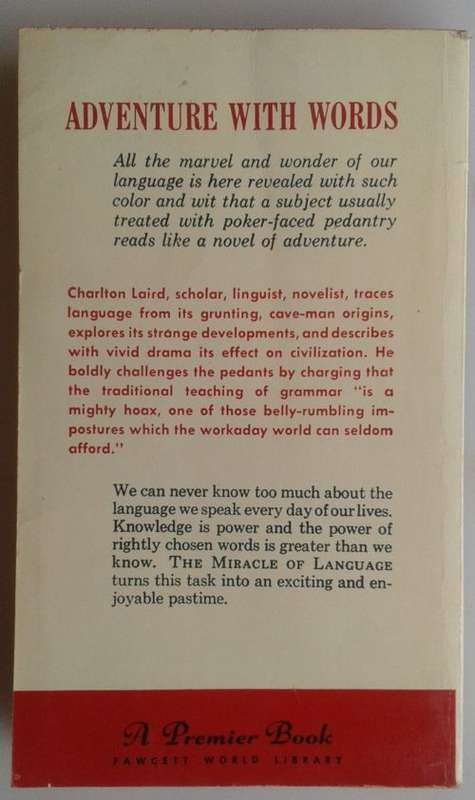 ADVENTURE WITH WORDS
All the marvel and wonder of our
language is here revealed with such
color and wit that a subject usually
treated with poker-faced pedantry
reads like a novel of adventure.
Charlton Laird, scholar, linguist, novelist, traces
language from its grunting, cave-man origins,
explores its strange developments, and describes
with vivid drama its effect on civilization. He
boldly challenges the pedants by charging that
the traditional teaching of grammar "is a
mighty hoax, one of those belly-rumbling im-
postures which the workaday world can seldom
afford."
We can never know too much about the
language we speak every day of our lives.
Knowledge is power and the power of
rightly chosen words is greater than we
know. THE MIRACLE OF LANGUAGE
turns this task into an exciting and en-
joyable pastime.
A Premier Book
FAWCETT WORLD LIBRARY